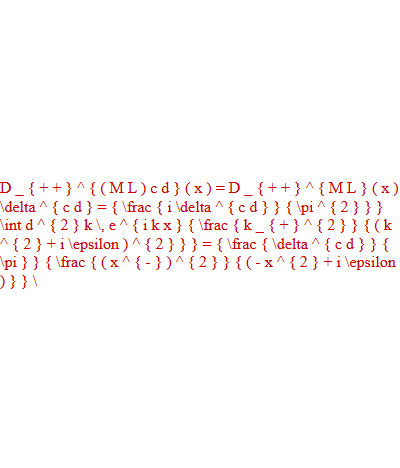 D _ { + + } ^ { ( M L ) c d } ( x ) = D _ { + + } ^ { M L } ( x )
\delta ^ { c d } = { \frac { i \delta ^ { c d } } { \pi ^ { 2 } } }
\int d ^ { 2 } k \, e ^ { i k x } { \frac { k _ { + } ^ { 2 } } { ( k
^ { 2 } + i \epsilon ) ^ { 2 } } } = { \frac { \delta ^ { c d } } {
\pi } } { \frac { ( x ^ { - } ) ^ { 2 } } { ( - x ^ { 2 } + i \epsilon
) } } \